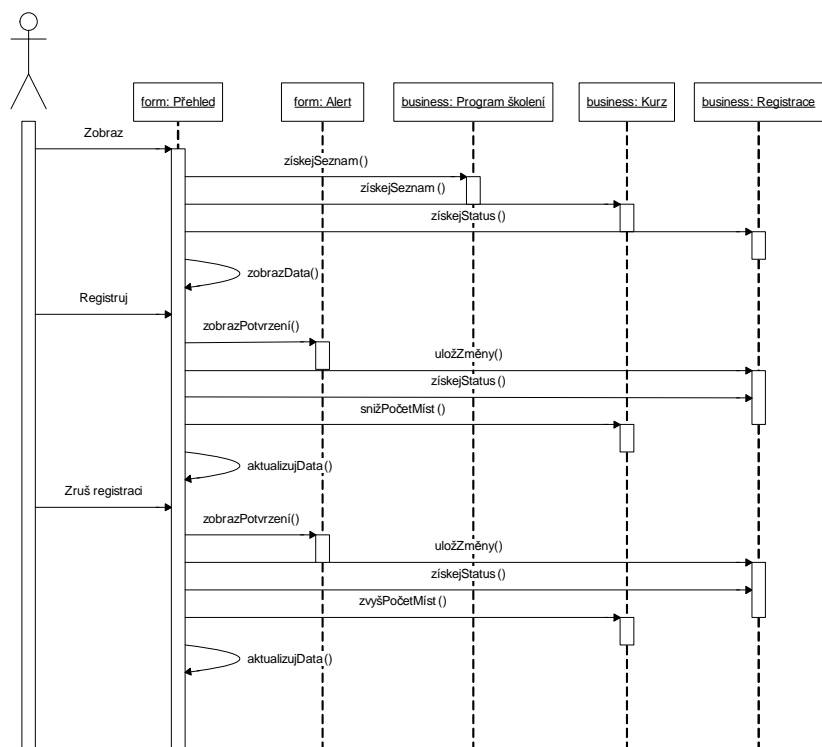 form: Přehled
form: Alert
business: Program školení
business: Kurz
business: Registrace
Zobraz
získejSeznam()
získejSeznam()
získejStatus()
zobrazData()
Registruj
zobrazPotvrzení()
uložZměny()
získejStatus()
snižPočetMíst()
aktualizujData()
Zruš registraci
zobrazPotvrzení()
uložZměny()
získejStatus()
zvyšPočetMíst()
aktualizujData()